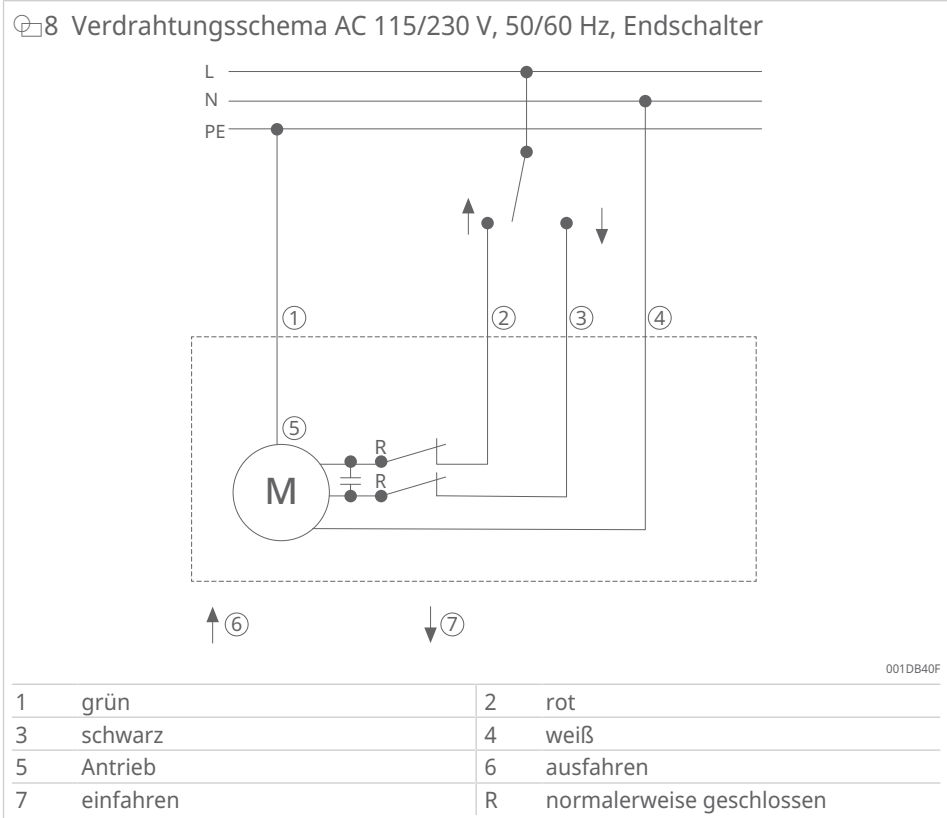 8 Verdrahtungsschema AC 115/230 V, 50/60 Hz, Endschalter
L
N
PE
1 2 3 4
5
R
R
M
6 7
001DB40F
1 grün 2 rot
3 schwarz 4 weiß
5 Antrieb 6 ausfahren
7 einfahren R normalerweise geschlossen